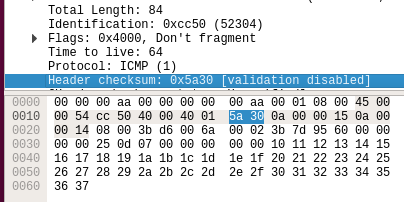 Total Length: 84
Identification: 0xcc50 (52304)
Flags: 0x4000, Don't fragment
Time to live: 64
Protocol: ICMP (1)
Header checksum: 0x5a30 [validation disabled]
0000 00 00 00 aa 00 00 00 00 00 aa 00 01 08 00 45 00
0010 00 54 cc 50 40 00 40 01 5a 30 0a 00 00 15 0a 00
0020 00 14 08 00 3b d6 00 6a 00 02 3b 7d 95 60 00 00
0030 00 00 25 0d 07 00 00 00 00 00 10 11 12 13 14 15
0040 16 17 18 19 1a 1b 1c 1d 1e 1f 20 21 22 23 24 25
0050 26 27 28 29 2a 2b 2c 2d 2e 2f 30 31 32 33 34 35
0060 36 37